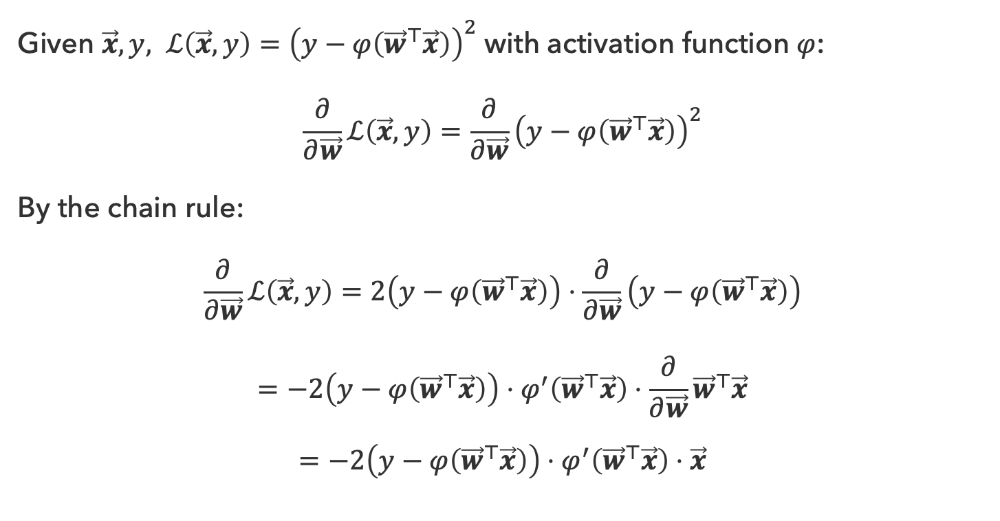 Given $\vec{\boldsymbol{x}}, y,\ \mathcal{L}(\vec{\boldsymbol{x}}, y) = \left(y - \varphi(\vec{\boldsymbol{w}}^\top \vec{\boldsymbol{x}})\right)^2$ with activation function $\varphi$:
$\frac{\partial}{\partial \vec{\boldsymbol{w}}} \mathcal{L}(\vec{\boldsymbol{x}}, y) = \frac{\partial}{\partial \vec{\boldsymbol{w}}} \left(y - \varphi(\vec{\boldsymbol{w}}^\top \vec{\boldsymbol{x}})\right)^2$
By the chain rule:
$\frac{\partial}{\partial \vec{\boldsymbol{w}}} \mathcal{L}(\vec{\boldsymbol{x}}, y) = 2\left(y - \varphi(\vec{\boldsymbol{w}}^\top \vec{\boldsymbol{x}})\right) \cdot \frac{\partial}{\partial \vec{\boldsymbol{w}}} \left(y - \varphi(\vec{\boldsymbol{w}}^\top \vec{\boldsymbol{x}})\right)$
$= -2\left(y - \varphi(\vec{\boldsymbol{w}}^\top \vec{\boldsymbol{x}})\right) \cdot \varphi'(\vec{\boldsymbol{w}}^\top \vec{\boldsymbol{x}}) \cdot \frac{\partial}{\partial \vec{\boldsymbol{w}}} \vec{\boldsymbol{w}}^\top \vec{\boldsymbol{x}}$
$= -2\left(y - \varphi(\vec{\boldsymbol{w}}^\top \vec{\boldsymbol{x}})\right) \cdot \varphi'(\vec{\boldsymbol{w}}^\top \vec{\boldsymbol{x}}) \cdot \vec{\boldsymbol{x}}$